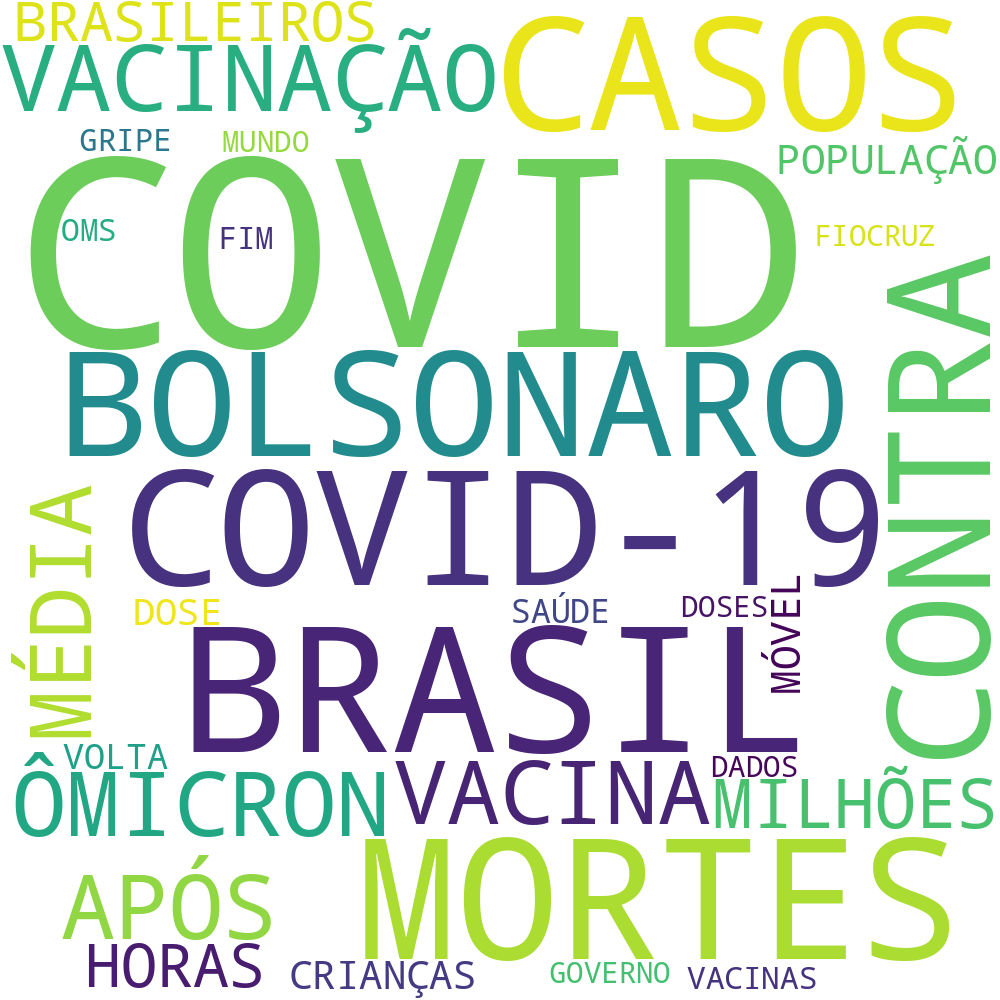 BRASILEIROS
VACINAÇÃO
CASOS
GRIPE
MUNDO
POPULAÇÃO
COVID
OMS
FIM
FIOCRUZ
CONTRA
BOLSONARO
COVID-19
MÉDIA
DOSE
SAÚDE
DOSES
MÓVEL
BRASIL
VOLTA
ÔMICRON
VACINA
DADOS
MILHÕES
MORTES
APÓS
HORAS
CRIANÇAS
GOVERNO
VACINAS